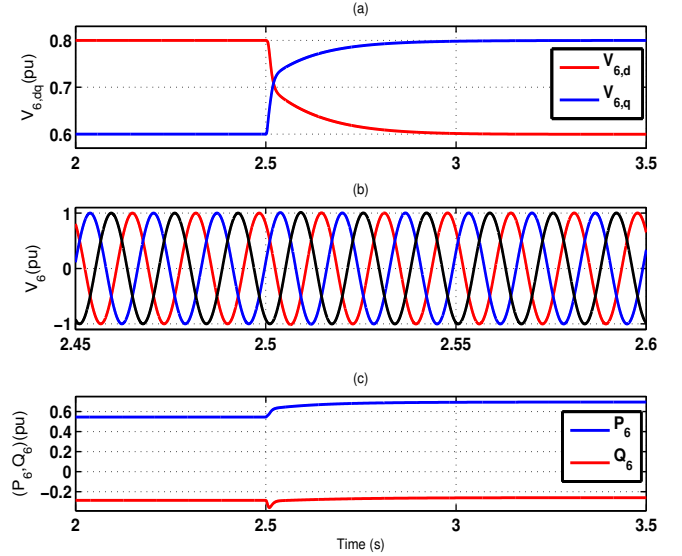 (a)
V6,dq(pu)
0.8
0.7
0.6
V6,d
V6,q
2 2.5 3 3.5
(b)
V6(pu)
1
0
−1
2.45 2.5 2.55 2.6
(c)
(P6,Q6)(pu)
0.6
0.4
0.2
0
−0.2
P6
Q6
2 2.5 3 3.5
Time (s)